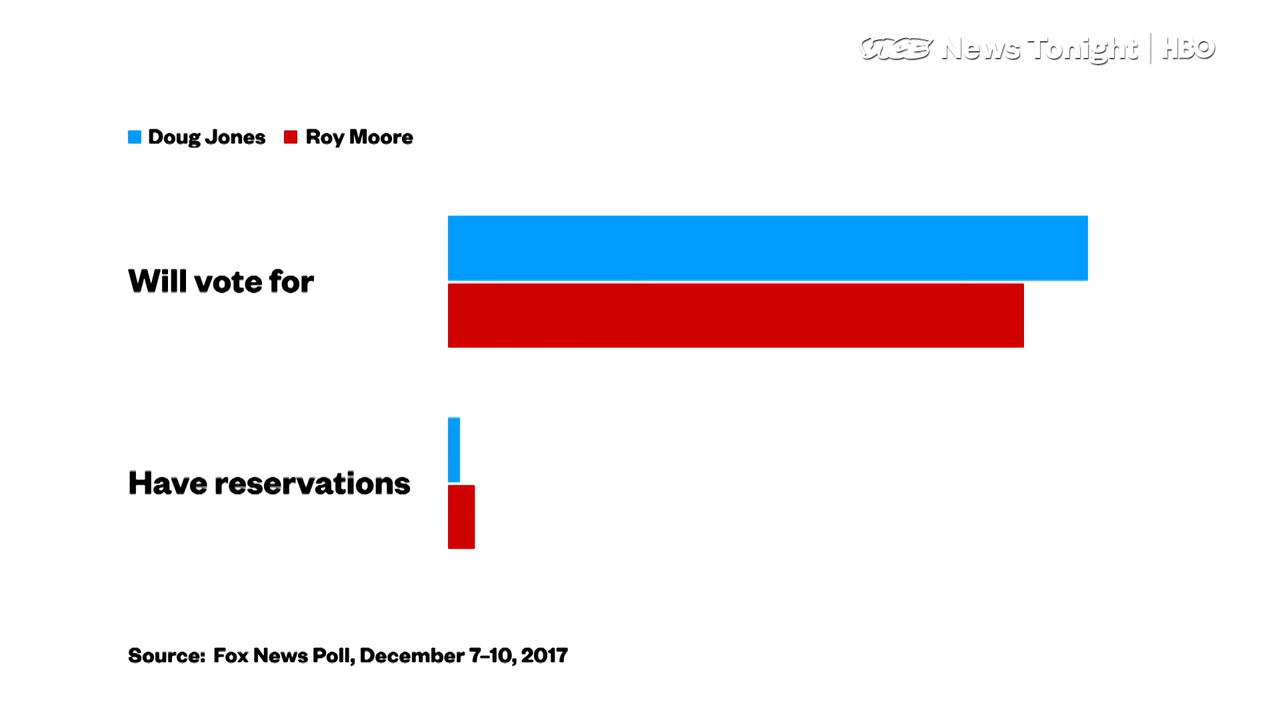 VICE News Tonight | HBO
Doug Jones Roy Moore
Will vote for
Have reservations
Source: Fox News Poll, December 7–10, 2017